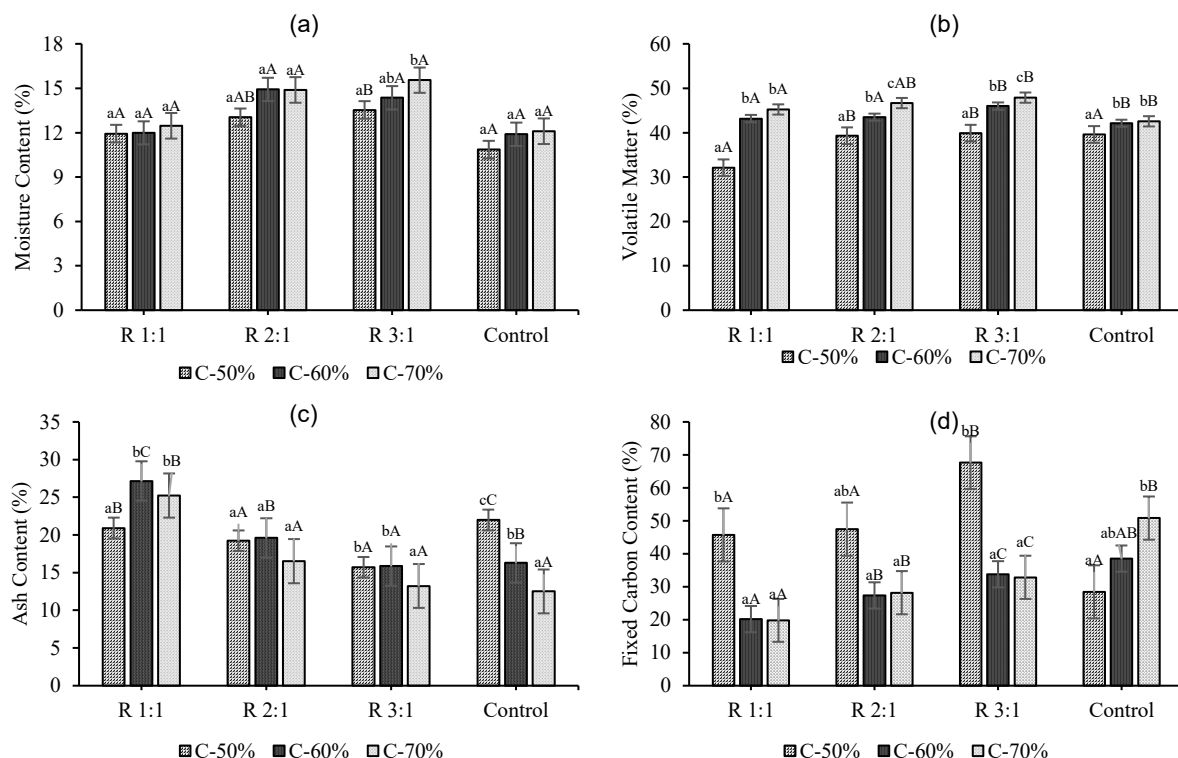 (a)
Moisture Content (%)
18
15
12
9
6
3
0
aA aA aA
aAB aA aA
aB abA bA
aA aA aA
R 1:1 R 2:1 R 3:1 Control
C-50% C-60% C-70%
(b)
Volatile Matter (%)
60
50
40
30
20
10
0
aA bA bA
aB bA cAB
aB bB cB
aA bB bB
R 1:1 R 2:1 R 3:1 Control
C-50% C-60% C-70%
(c)
Ash Content (%)
35
30
25
20
15
10
5
0
aB bC bB
aA aB aA
bA bA aA
cC bB aA
R 1:1 R 2:1 R 3:1 Control
C-50% C-60% C-70%
(d)
Fixed Carbon Content (%)
80
70
60
50
40
30
20
10
0
bA aA aA
abA aB aB
bB aC aC
aA abAB bB
R 1:1 R 2:1 R 3:1 Control
C-50% C-60% C-70%